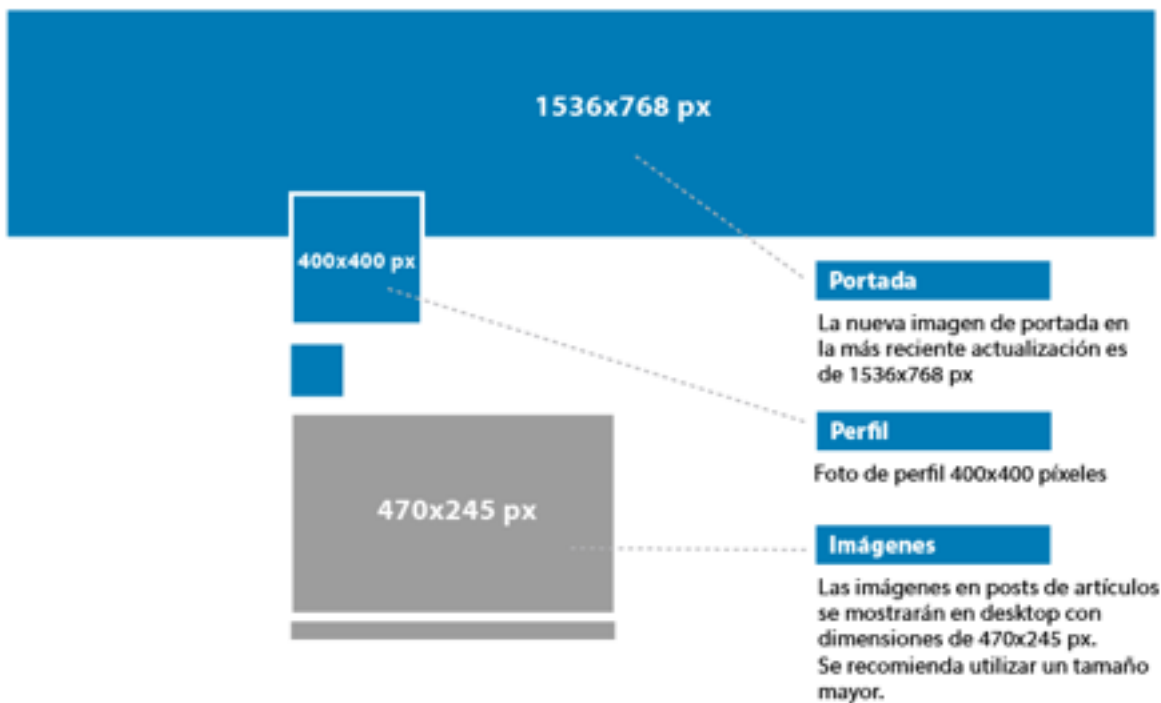 1536x768 px
400x400 px
Portada
La nueva imagen de portada en
la más reciente actualización es
de 1536x768 px
Perfil
Foto de perfil 400x400 píxeles
470x245 px
Imágenes
Las imágenes en posts de artículos
se mostrarán en desktop con
dimensiones de 470x245 px.
Se recomienda utilizar un tamaño
mayor.